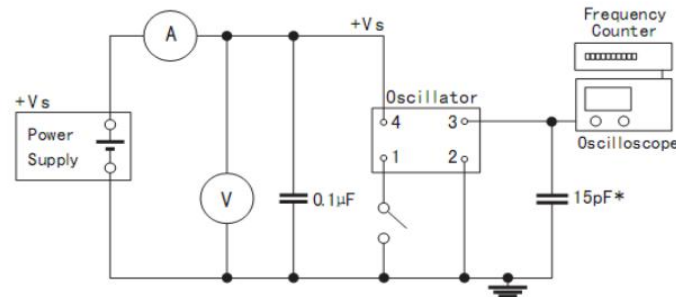 Frequency
Counter
A
+Vs
+Vs
Oscillator
Power
Supply
4 3
1 2
Oscilloscope
V
0.1μF
15pF*